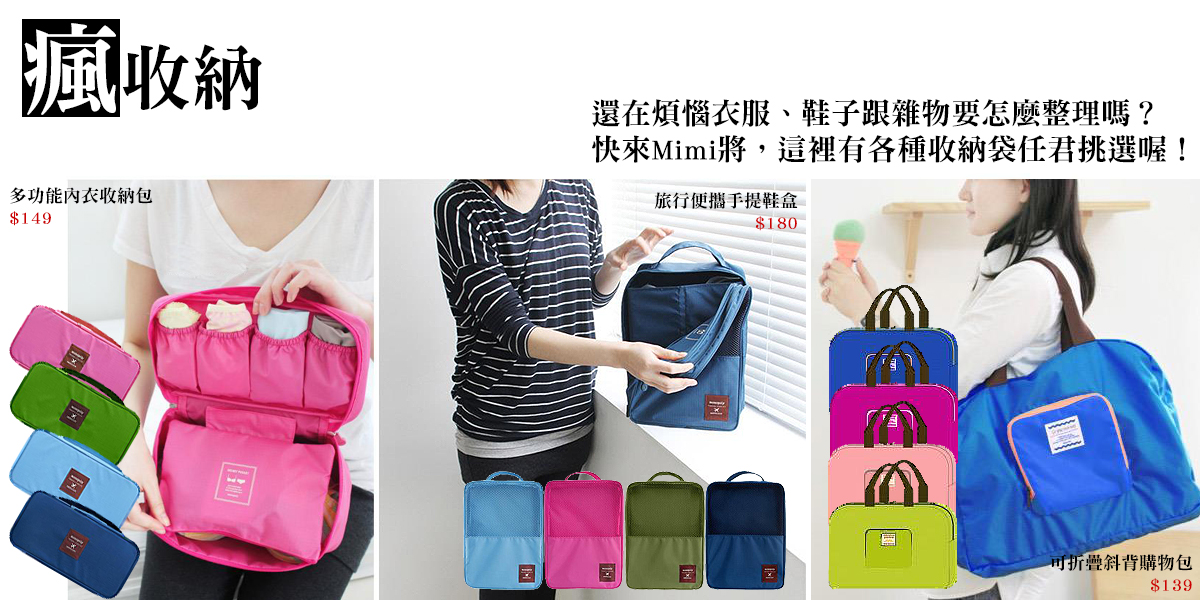 瘋收納
還在煩惱衣服、鞋子跟雜物要怎麼整理嗎？
快來Mimi將，這裡有各種收納袋任君挑選喔！
多功能內衣收納包
$149
旅行便攜手提鞋盒
$180
可折疊斜背購物包
$139